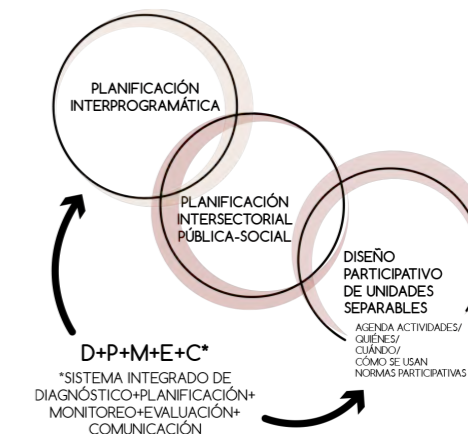 PLANIFICACIÓN
INTERPROGRAMÁTICA
PLANIFICACIÓN
INTERSECTORIAL
PÚBLICA-SOCIAL
DISEÑO
PARTICIPATIVO
DE UNIDADES
SEPARABLES
AGENDA ACTIVIDADES/
QUIÉNES/
CUÁNDO/
CÓMO SE USAN
NORMAS PARTICIPATIVAS
D+P+M+E+C*
*SISTEMA INTEGRADO DE
DIAGNÓSTICO+PLANIFICACIÓN+
MONITOREO+EVALUACIÓN+
COMUNICACIÓN